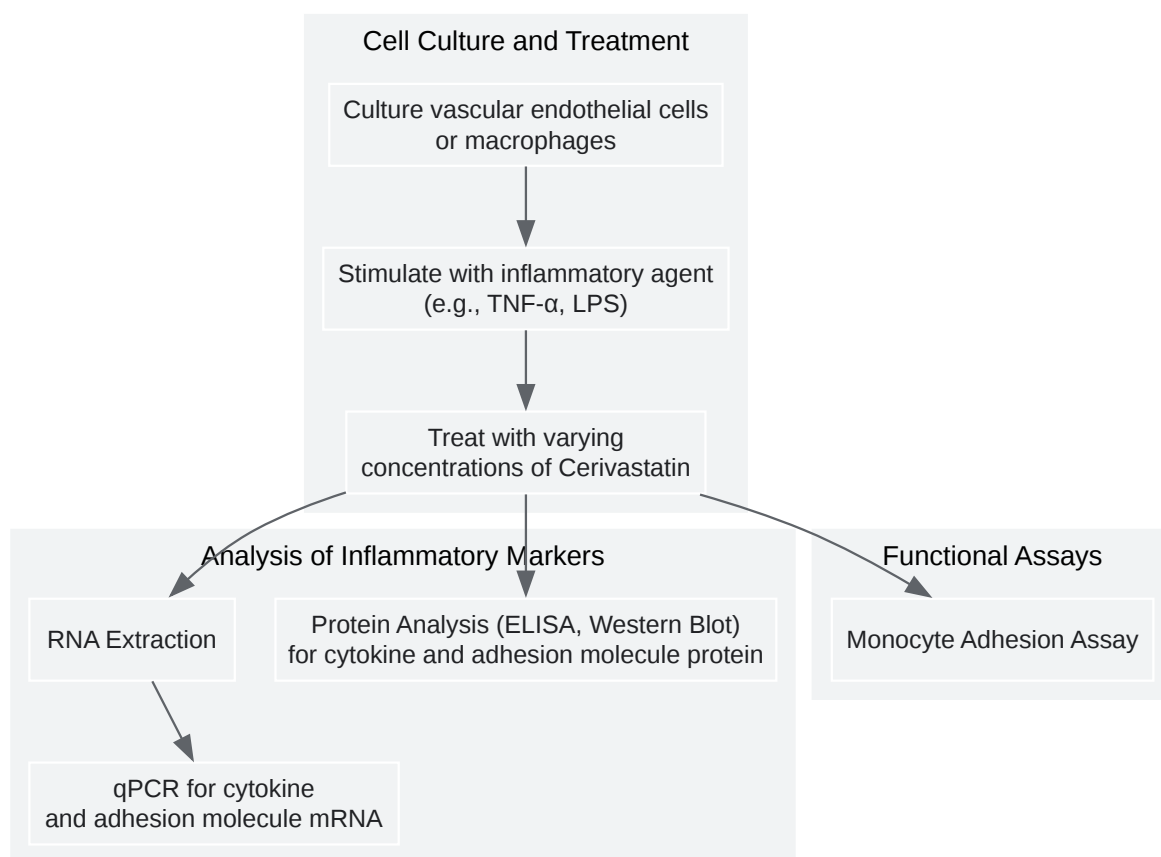 Cell Culture and Treatment
Culture vascular endothelial cells
or macrophages
Stimulate with inflammatory agent
(e.g., TNF-α, LPS)
Treat with varying
concentrations of Cerivastatin
Analysis of Inflammatory Markers
RNA Extraction
Protein Analysis (ELISA, Western Blot)
for cytokine and adhesion molecule protein
qPCR for cytokine
and adhesion molecule mRNA
Functional Assays
Monocyte Adhesion Assay